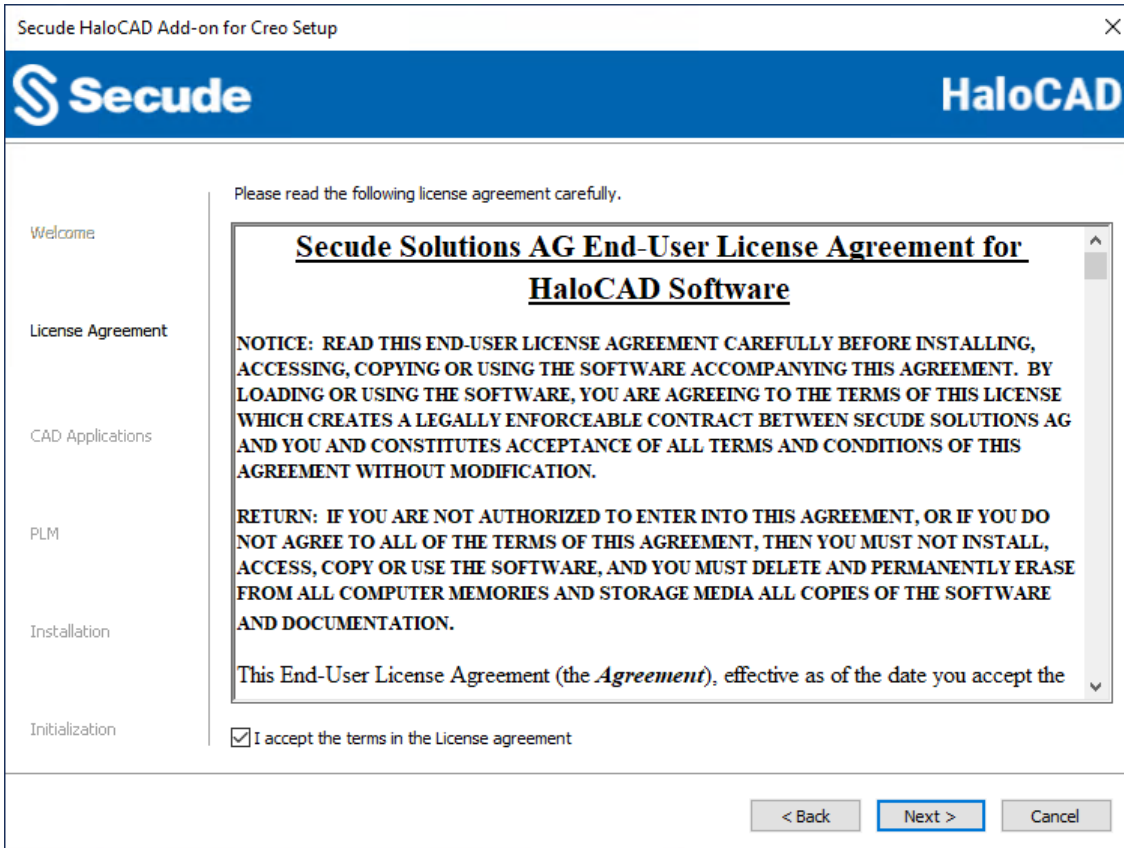 Secude HaloCAD Add-on for Creo Setup
Secude
HaloCAD
Please read the following license agreement carefully.
Welcome
License Agreement
CAD Applications
PLM
Installation
Initialization
Secude Solutions AG End-User License Agreement for
HaloCAD Software
NOTICE: READ THIS END-USER LICENSE AGREEMENT CAREFULLY BEFORE INSTALLING,
ACCESSING, COPYING OR USING THE SOFTWARE ACCOMPANYING THIS AGREEMENT. BY
LOADING OR USING THE SOFTWARE, YOU ARE AGREEING TO THE TERMS OF THIS LICENSE
WHICH CREATES A LEGALLY ENFORCEABLE CONTRACT BETWEEN SECUDE SOLUTIONS AG
AND YOU AND CONSTITUTES ACCEPTANCE OF ALL TERMS AND CONDITIONS OF THIS
AGREEMENT WITHOUT MODIFICATION.
RETURN: IF YOU ARE NOT AUTHORIZED TO ENTER INTO THIS AGREEMENT, OR IF YOU DO
NOT AGREE TO ALL OF THE TERMS OF THIS AGREEMENT, THEN YOU MUST NOT INSTALL,
ACCESS, COPY OR USE THE SOFTWARE, AND YOU MUST DELETE AND PERMANENTLY ERASE
FROM ALL COMPUTER MEMORIES AND STORAGE MEDIA ALL COPIES OF THE SOFTWARE
AND DOCUMENTATION.
This End-User License Agreement (the Agreement), effective as of the date you accept the
I accept the terms in the License agreement
< Back
Next >
Cancel